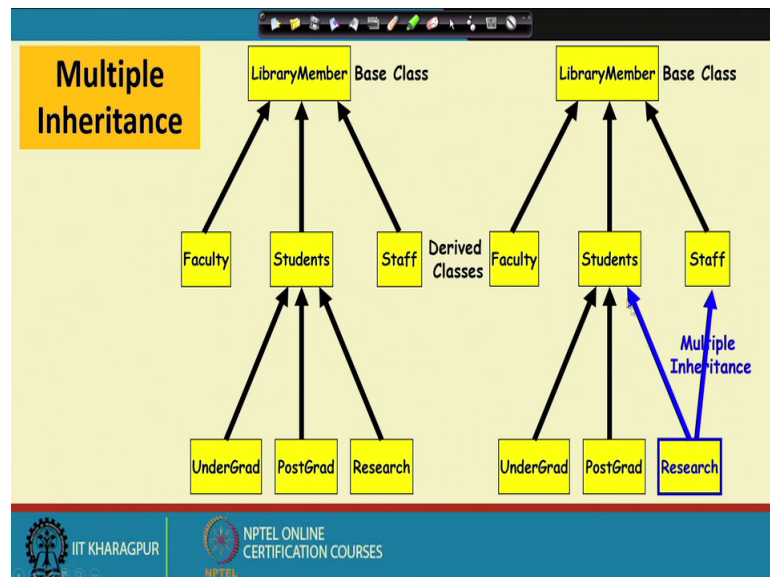 Multiple
Inheritance
LibraryMember Base Class
Faculty Students Staff Derived
Classes
UnderGrad PostGrad Research
LibraryMember Base Class
Faculty Students Staff
Multiple
Inheritance
UnderGrad PostGrad Research
IIT KHARAGPUR
NPTEL
NPTEL ONLINE
CERTIFICATION COURSES